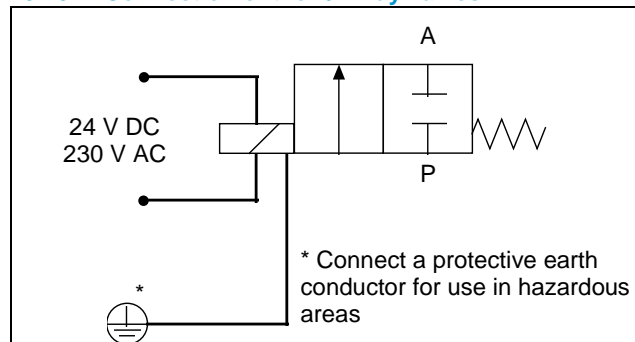 A
24 V DC
230 V AC
P
* Connect a protective earth
conductor for use in hazardous
areas
*